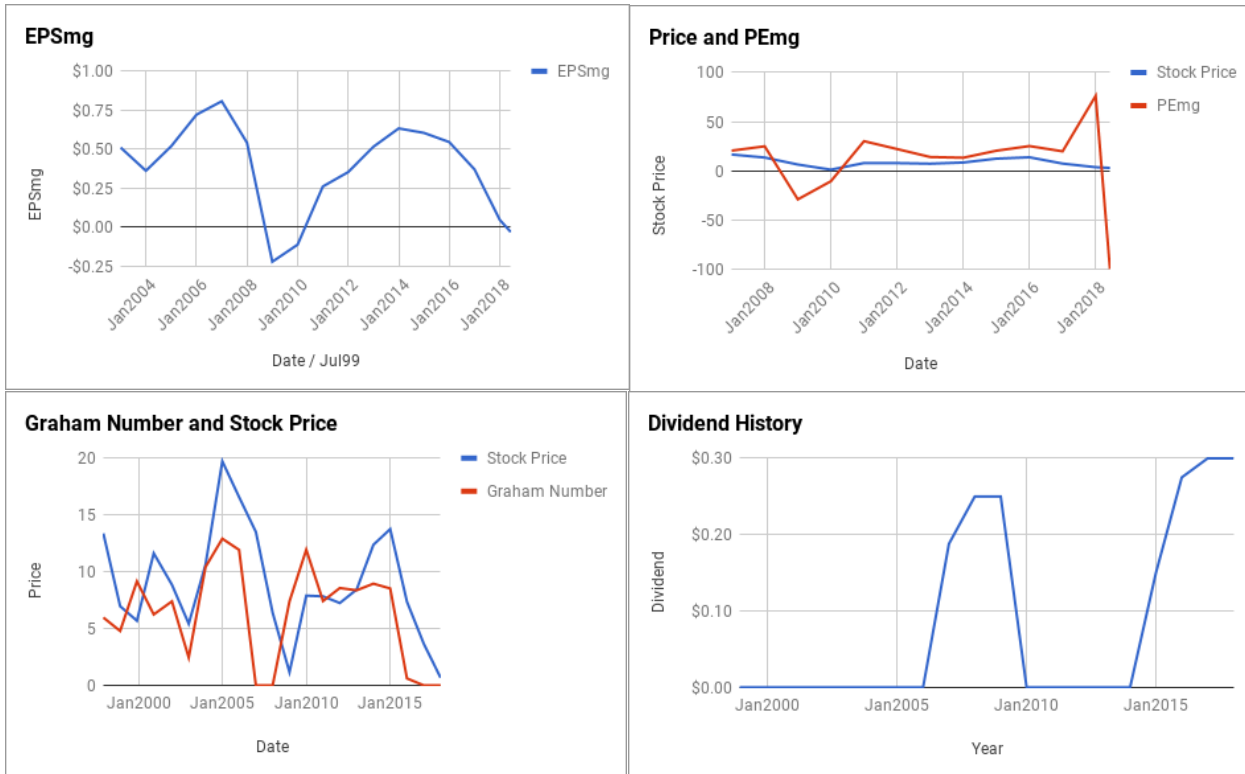 EPSmg
EPSmg
$1.00
$0.75
$0.50
$0.25
$0.00
-$0.25
EPSmg
Jan2004
Jan2006
Jan2008
Jan2010
Jan2012
Jan2014
Jan2016
Jan2018
Date / Jul99
Price and PEmg
Stock Price
PEmg
100
50
0
-50
-100
Stock Price
Jan2008
Jan2010
Jan2012
Jan2014
Jan2016
Jan2018
Date
Graham Number and Stock Price
Stock Price
Graham Number
20
15
10
5
0
Price
Jan2000
Jan2005
Jan2010
Jan2015
Date
Dividend History
$0.30
$0.20
$0.10
$0.00
Dividend
Jan2000
Jan2005
Jan2010
Jan2015
Year